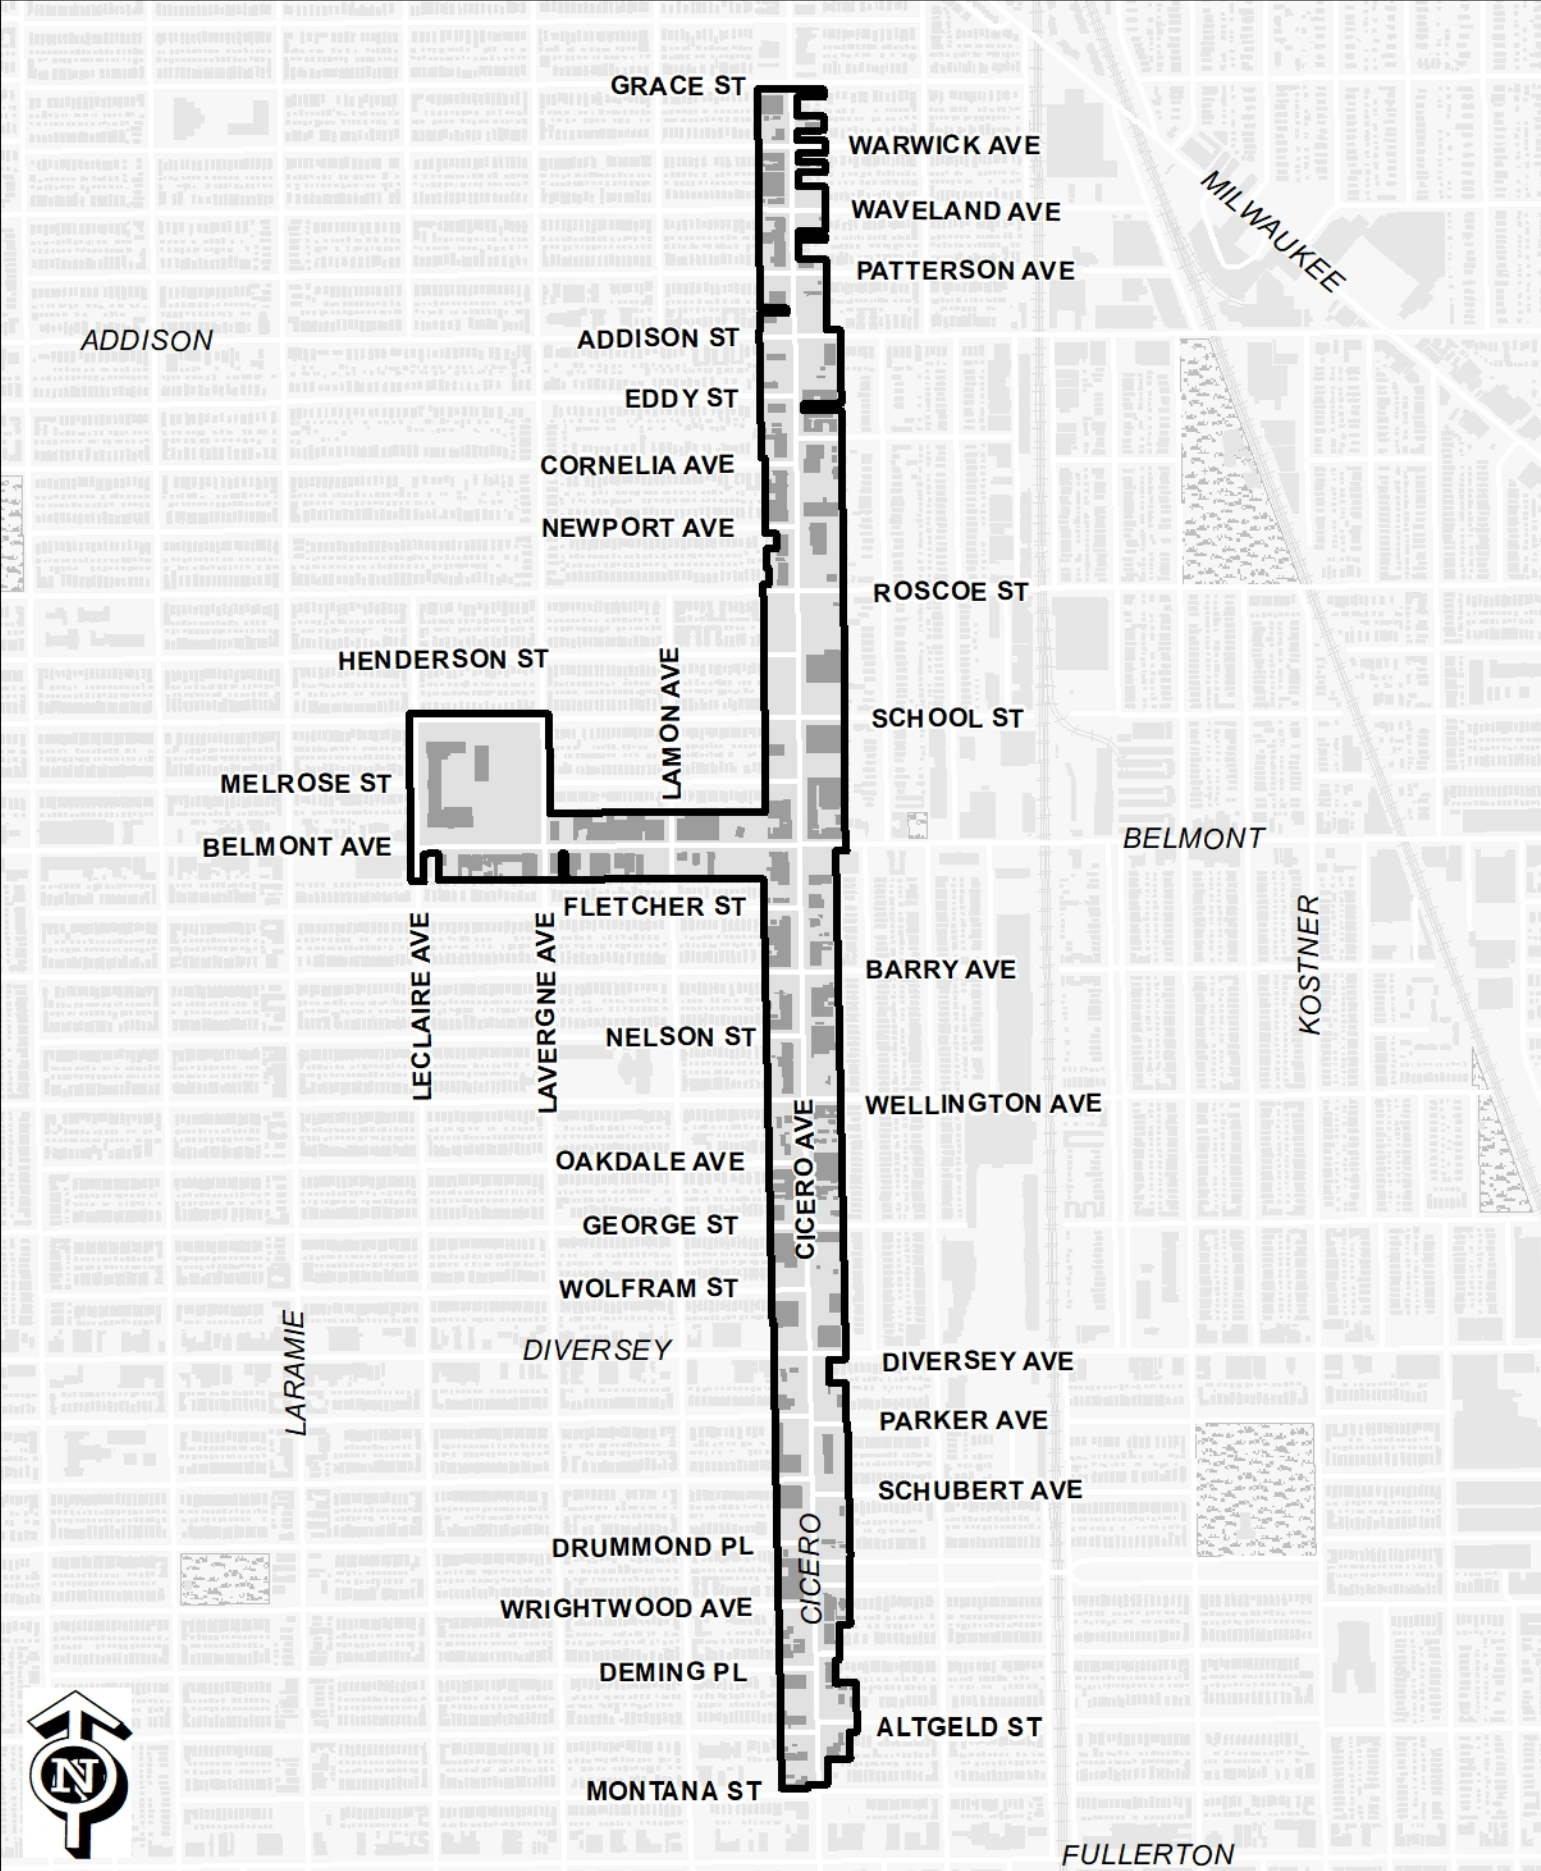 GRACE ST
WARWICK AVE
MILWAUKEE
WAVELAND AVE
PATTERSON AVE
ADDISON
ADDISON ST
EDDY ST
CORNELIA AVE
NEWPORT AVE
ROSCOE ST
HENDERSON ST
LAMON AVE
SCHOOL ST
MELROSE ST
BELMONT
BELMONT AVE
FLETCHER ST
LECLAIRE AVE
LAVERGNE AVE
KOSTNER
BARRY AVE
NELSON ST
CICERO AVE
WELLINGTON AVE
OAKDALE AVE
GEORGE ST
WOLFRAM ST
LARAMIE
DIVERSEY
DIVERSEY AVE
PARKER AVE
SCHUBERT AVE
CICERO
DRUMMOND PL
WRIGHTWOOD AVE
DEMING PL
ALTGELD ST
N
MONTANA ST
FULLERTON